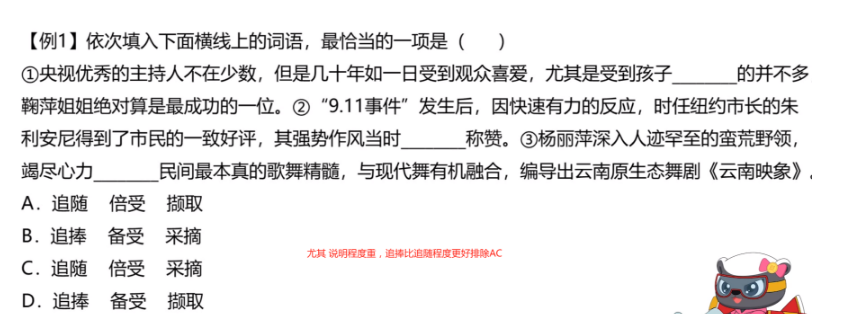 【例1】依次填入下面横线上的词语，最恰当的一项是（　　）
①央视优秀的主持人不在少数，但是几十年如一日受到观众喜爱，尤其是受到孩子______的并不多
鞠萍姐姐绝对算是最成功的一位。②“9.11事件”发生后，因快速有力的反应，时任纽约市长的朱
利安尼得到了市民的一致好评，其强势作风当时______称赞。③杨丽萍深入人迹罕至的蛮荒野领，
竭尽心力______民间最本真的歌舞精髓，与现代舞有机融合，编导出云南原生态舞剧《云南映象》.
A．追随　倍受　撷取
B．追捧　备受　采摘
尤其 说明程度重，追捧比追随程度更好排除AC
C．追随　倍受　采摘
D．追捧　备受　撷取